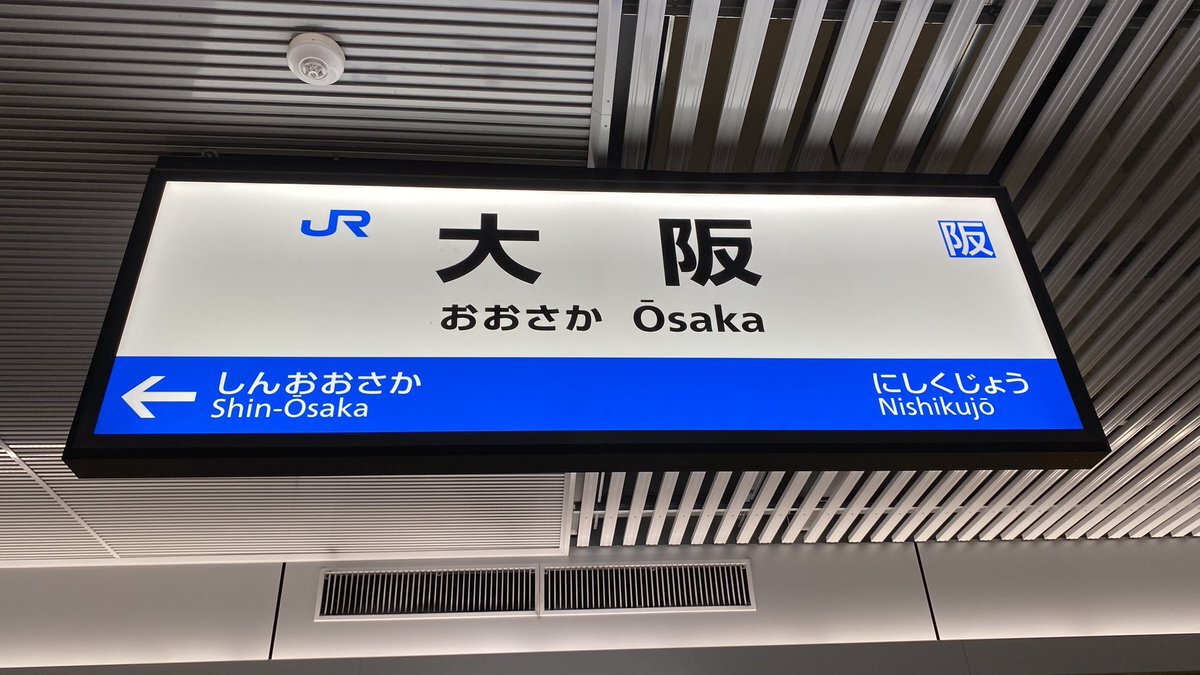 JR 大阪 阪
おおさか Ōsaka
← しんおおさか にしくじょう
Shin-Ōsaka Nishikujō